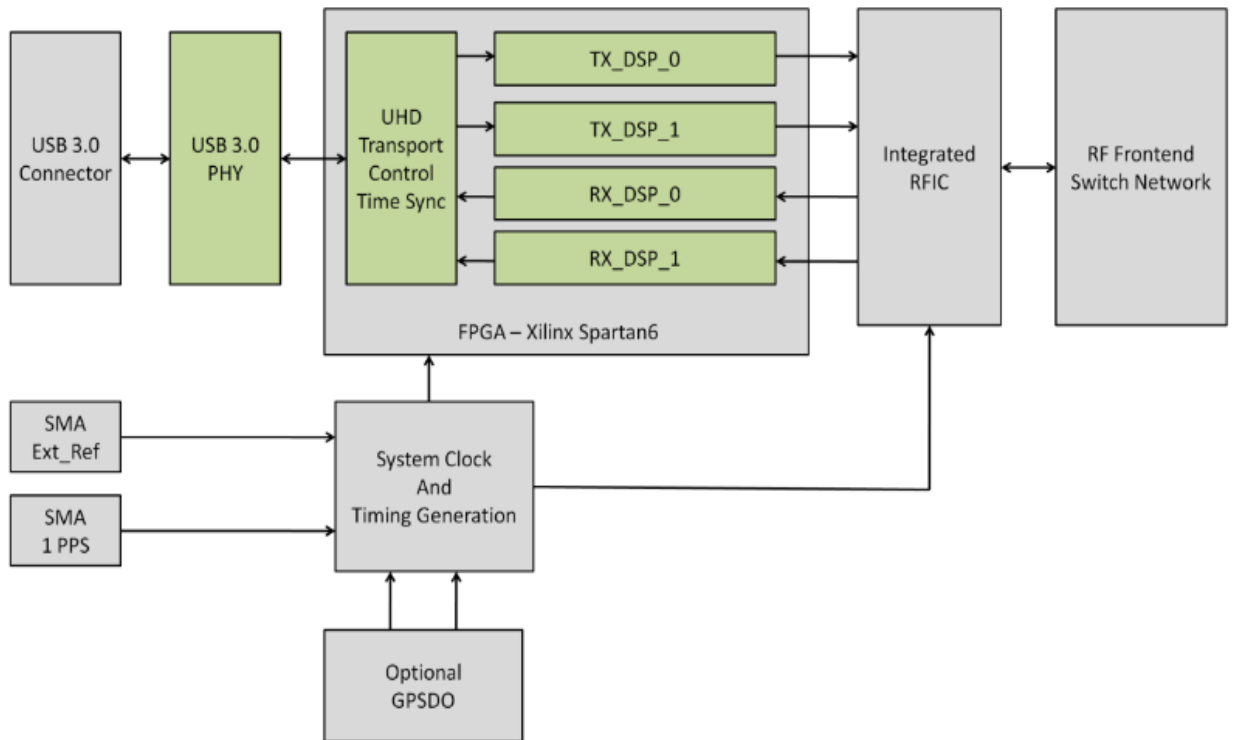 USB 3.0
Connector
USB 3.0
PHY
UHD
Transport
Control
Time Sync
TX_DSP_0
TX_DSP_1
RX_DSP_0
RX_DSP_1
FPGA – Xilinx Spartan6
Integrated
RFIC
RF Frontend
Switch Network
SMA
Ext_Ref
SMA
1 PPS
System Clock
And
Timing Generation
Optional
GPSDO